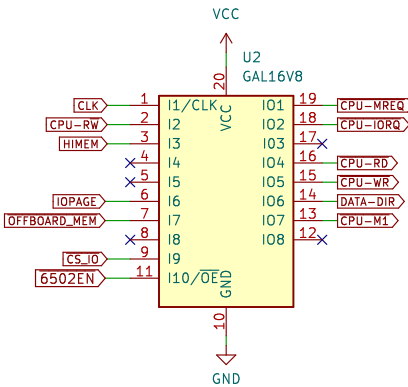 VCC
U2
GAL16V8
20
VCC
CLK 1 I1/CLK IO1 19 CPU-MREQ
CPU-RW 2 I2 IO2 18 CPU-IORQ
HIMEM 3 I3 IO3 17
4 I4 IO4 16 CPU-RD
5 I5 IO5 15 CPU-WR
IOPAGE 6 I6 IO6 14 DATA-DIR
OFFBOARD_MEM 7 I7 IO7 13 CPU-M1
8 I8 IO8 12
CS_IO 9 I9
6502EN 11 I10/OE
GND
10
GND